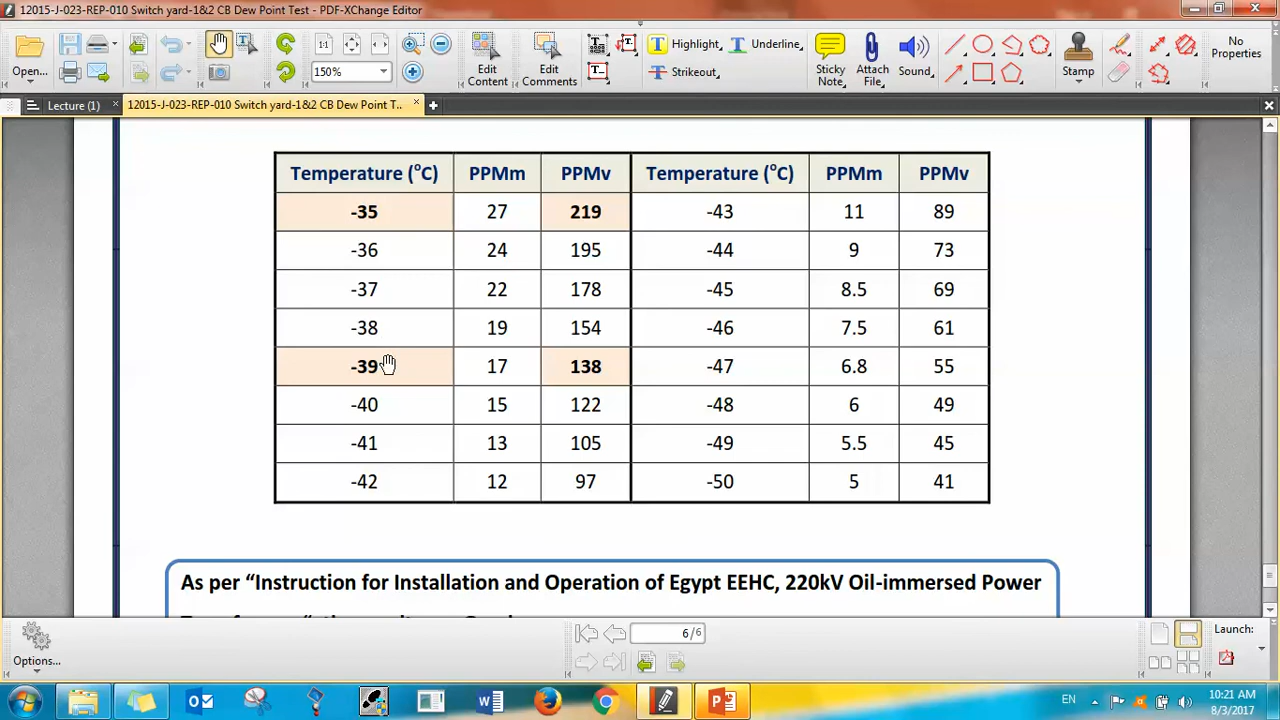 12015-J-023-REP-010 Switch yard-1&2 CB Dew Point Test - PDF-XChange Editor
Open...
150%
1:1
Edit Content
Edit Comments
Highlight
Underline
Strikeout
Sticky Note
Attach File
Sound
Stamp
No Properties
Lecture (1)
12015-J-023-REP-010 Switch yard-1&2 CB Dew Point T..
Temperature (°C) PPMm PPMv Temperature (°C) PPMm PPMv
-35 27 219 -43 11 89
-36 24 195 -44 9 73
-37 22 178 -45 8.5 69
-38 19 154 -46 7.5 61
-39 17 138 -47 6.8 55
-40 15 122 -48 6 49
-41 13 105 -49 5.5 45
-42 12 97 -50 5 41
As per “Instruction for Installation and Operation of Egypt EEHC, 220kV Oil-immersed Power
Options...
6/6
Launch:
EN
10:21 AM
8/3/2017